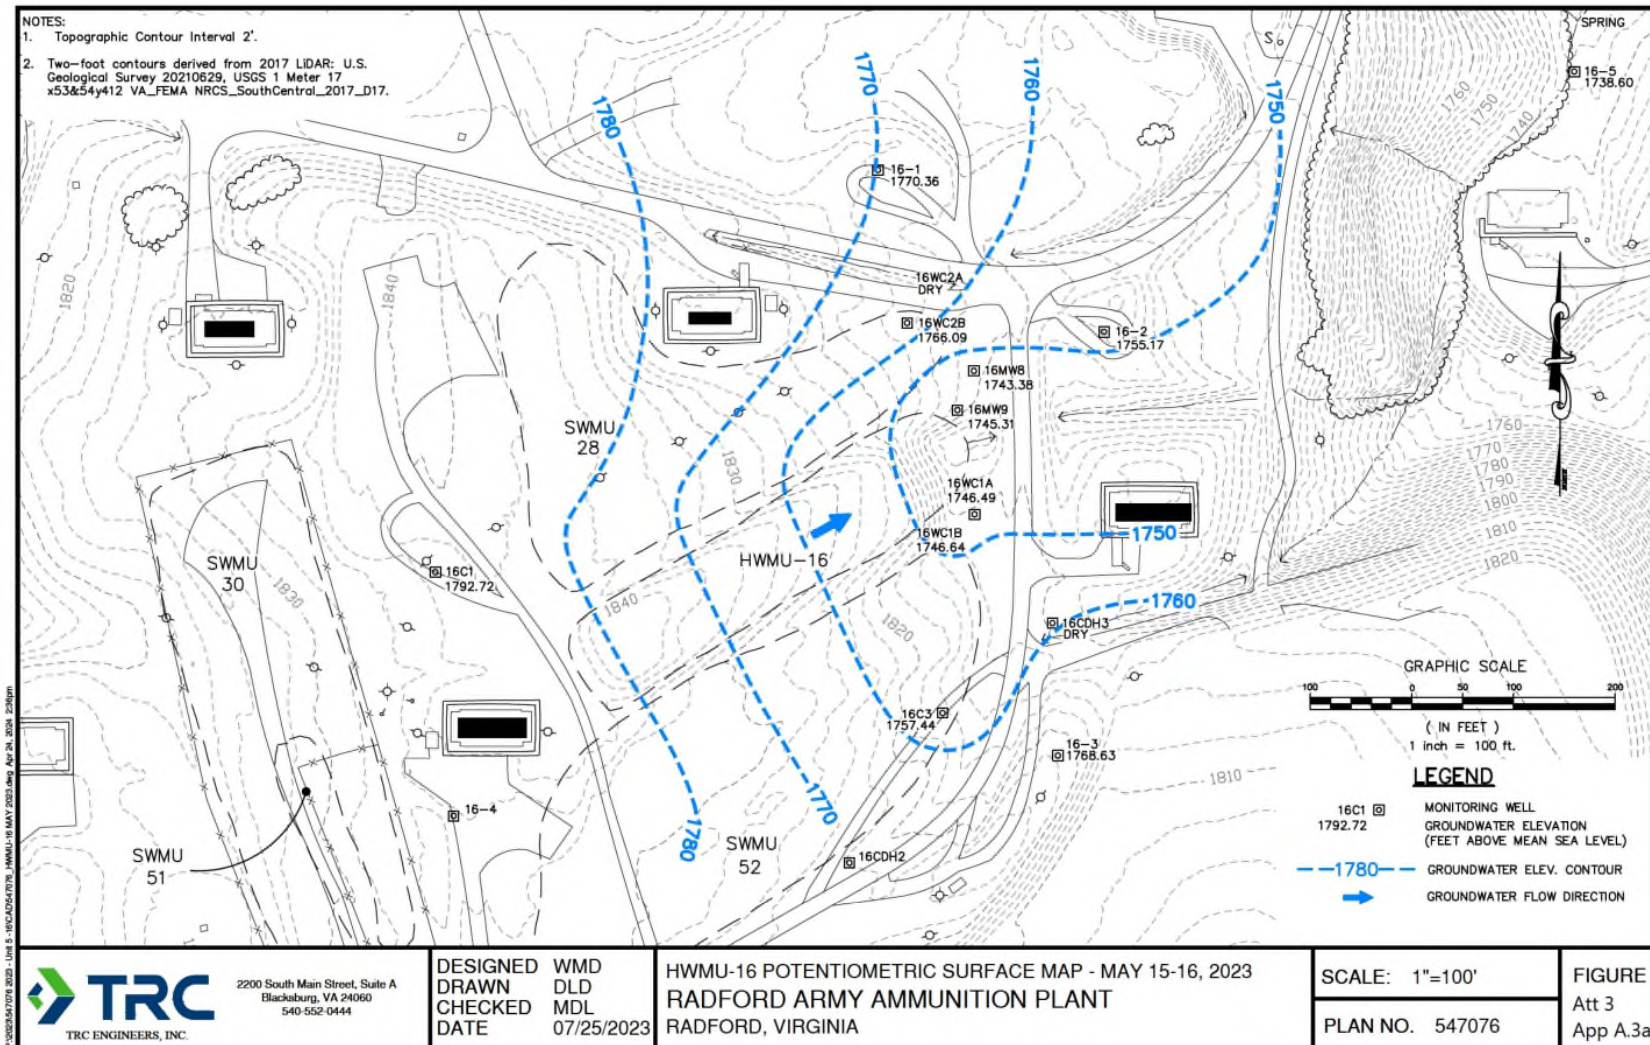 NOTES:
1. Topographic Contour Interval 2'.
2. Two-foot contours derived from 2017 LiDAR: U.S.
Geological Survey 20210629, USGS 1 Meter 17
x53&54y412 VA_FEMA NRCS_SouthCentral_2017_D17.
1780
1770
1760
1750
SPRING
S
16-5
1738.60
1760
1750
1740
16-1
1770.36
1820
1840
16WC2A
DRY
16WC2B
1766.09
16-2
1755.17
16MW8
1743.38
16MW9
1745.31
SWMU
28
1830
16WC1A
1746.49
16WC1B
1746.64
1750
HWMU-16
1760
1770
1780
1790
1800
1810
1820
SWMU
30
1830
16C1
1792.72
1840
1820
1760
16CDH3
DRY
16C3
1757.44
16-3
1768.63
1810
16-4
1780
1770
SWMU
51
SWMU
52
16CDH2
GRAPHIC SCALE
100 0 50 100 200
( IN FEET )
1 inch = 100 ft.
LEGEND
16C1
1792.72
MONITORING WELL
GROUNDWATER ELEVATION
(FEET ABOVE MEAN SEA LEVEL)
1780
GROUNDWATER ELEV. CONTOUR
GROUNDWATER FLOW DIRECTION
TRC
TRC ENGINEERS, INC.
2200 South Main Street, Suite A
Blacksburg, VA 24060
540-552-0444
DESIGNED WMD
DRAWN DLD
CHECKED MDL
DATE 07/25/2023
HWMU-16 POTENTIOMETRIC SURFACE MAP - MAY 15-16, 2023
RADFORD ARMY AMMUNITION PLANT
RADFORD, VIRGINIA
SCALE: 1"=100'
PLAN NO. 547076
FIGURE
Att 3
App A.3a